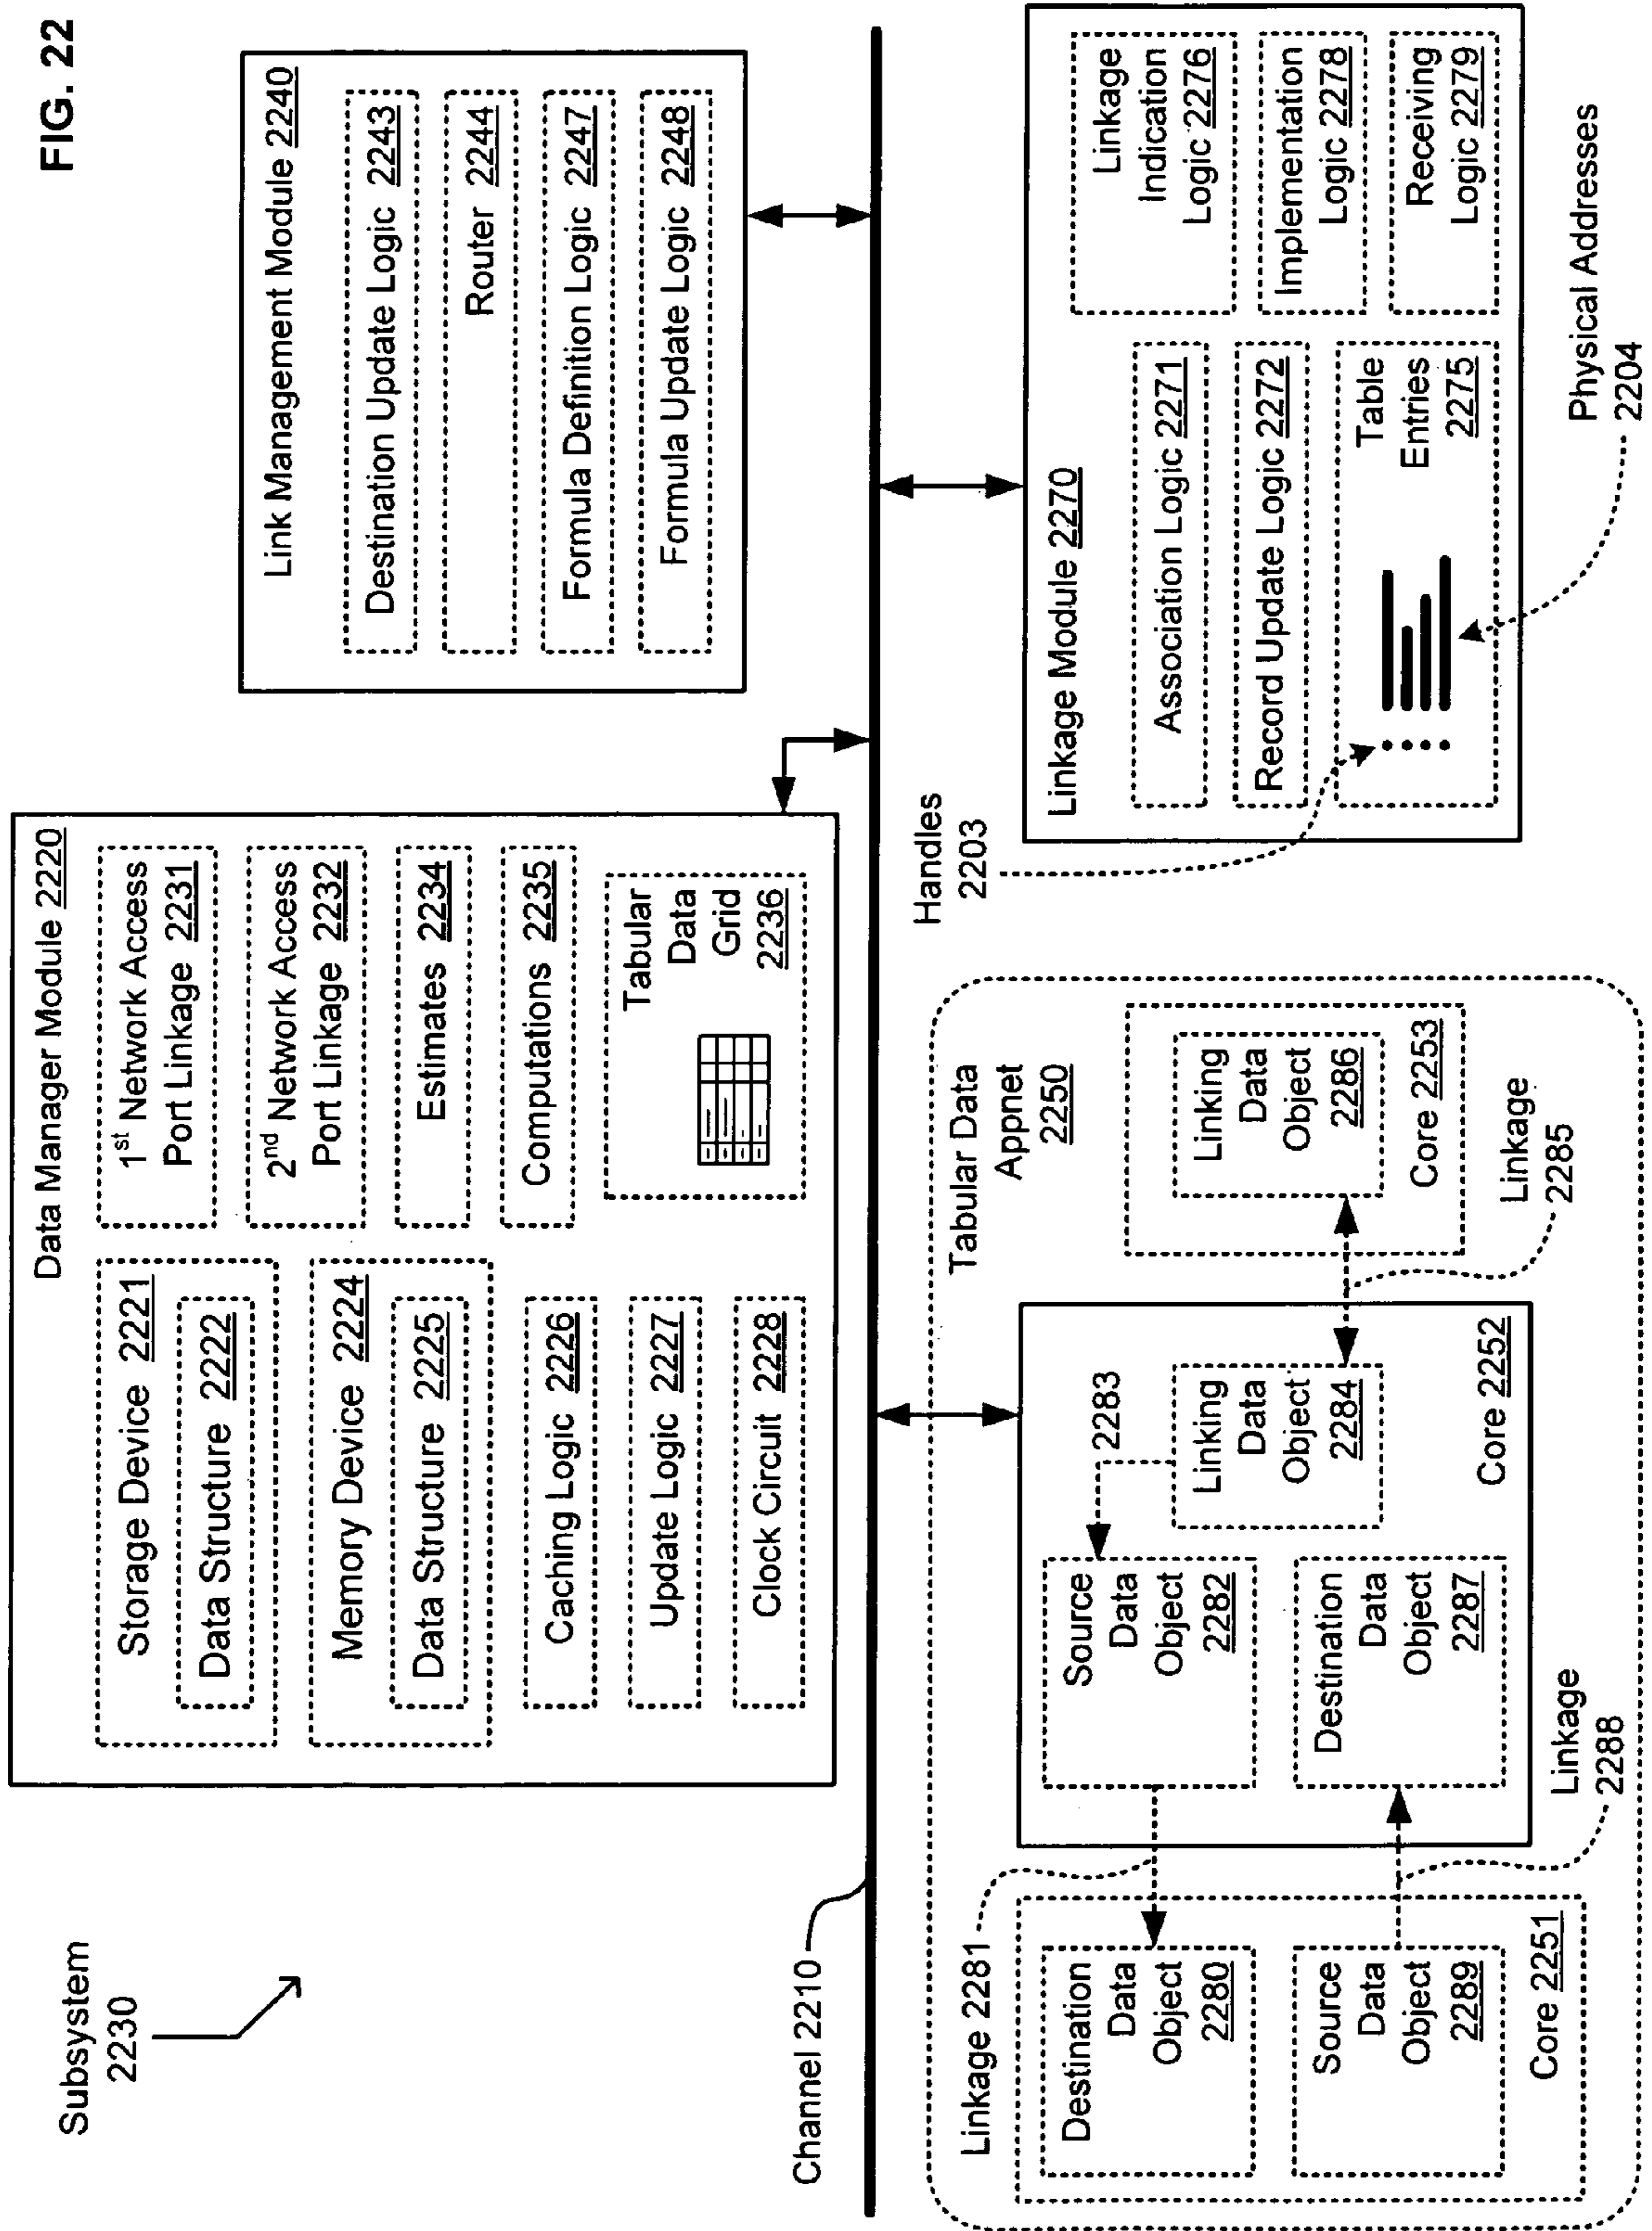 FIG. 22
Subsystem
2230
Data Manager Module 2220
Storage Device 2221
Data Structure 2222
Memory Device 2224
Data Structure 2225
Caching Logic 2226
Update Logic 2227
Clock Circuit 2228
1st Network Access
Port Linkage 2231
2nd Network Access
Port Linkage 2232
Estimates 2234
Computations 2235
Tabular
Data
Grid
2236
Link Management Module 2240
Destination Update Logic 2243
Router 2244
Formula Definition Logic 2247
Formula Update Logic 2248
Channel 2210
Tabular Data
Appnet
2250
Linkage 2281
Destination
Data
Object
2280
Source
Data
Object
2289
Core 2251
Source
Data
Object
2282
Destination
Data
Object
2287
2283
Linking
Data
Object
2284
Core 2252
Linkage
2288
Linking
Data
Object
2286
Core 2253
Linkage
2285
Handles
2203
Linkage Module 2270
Association Logic 2271
Record Update Logic 2272
Table
Entries
2275
Linkage
Indication
Logic 2276
Implementation
Logic 2278
Receiving
Logic 2279
Physical Addresses
2204